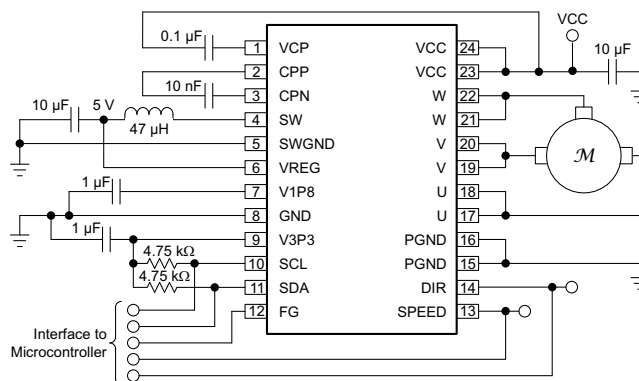 VCC
0.1 µF
10 µF
1 VCP VCC 24
2 CPP VCC 23
10 nF
3 CPN W 22
10 µF
5 V
47 µH
4 SW W 21
5 SWGND V 20
M
6 VREG V 19
1 µF
7 V1P8 U 18
8 GND U 17
1 µF
9 V3P3 PGND 16
4.75 kΩ
10 SCL PGND 15
4.75 kΩ
11 SDA DIR 14
12 FG SPEED 13
Interface to
Microcontroller